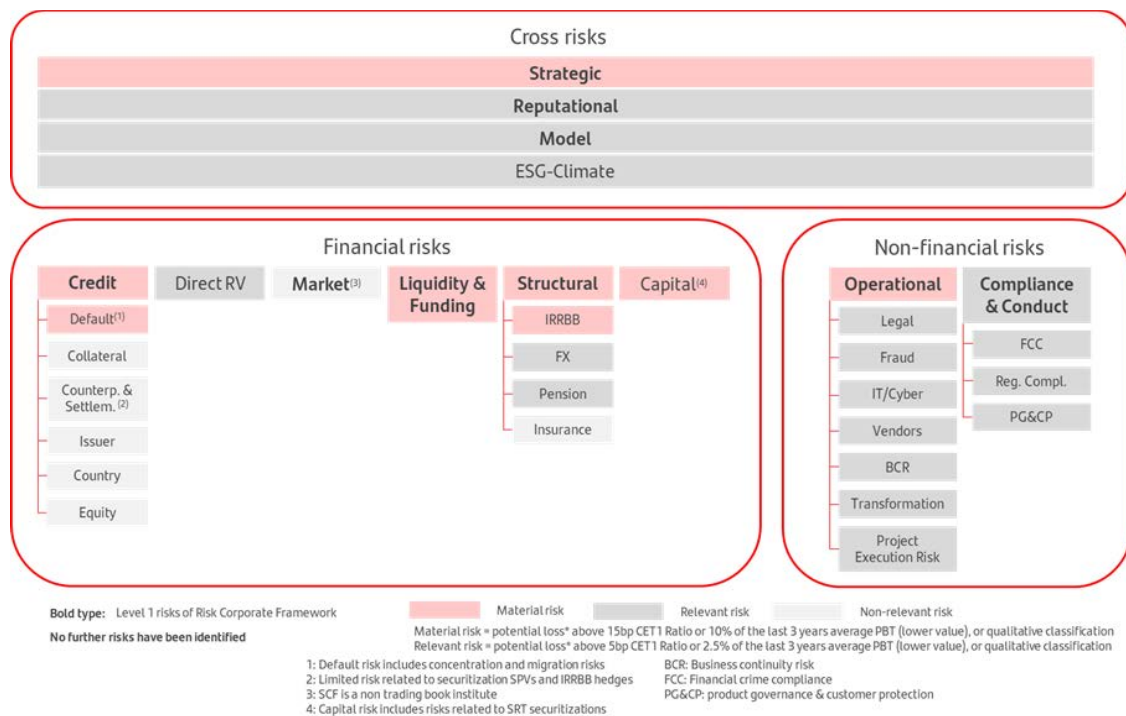 Cross risks
Strategic
Reputational
Model
ESG-Climate
Financial risks
Credit
Default(1)
Collateral
Counterp. &
Settlem. (2)
Issuer
Country
Equity
Direct RV
Market(3)
Liquidity &
Funding
Structural
IRRBB
FX
Pension
Insurance
Capital(4)
Non-financial risks
Operational
Legal
Fraud
IT/Cyber
Vendors
BCR
Transformation
Project
Execution Risk
Compliance
& Conduct
FCC
Reg. Compl.
PG&CP
Bold type: Level 1 risks of Risk Corporate Framework
No further risks have been identified
Material risk
Relevant risk
Non-relevant risk
Material risk = potential loss* above 15bp CET1 Ratio or 10% of the last 3 years average PBT (lower value), or qualitative classification
Relevant risk = potential loss* above 5bp CET1 Ratio or 2.5% of the last 3 years average PBT (lower value), or qualitative classification
1: Default risk includes concentration and migration risks
2: Limited risk related to securitization SPVs and IRRBB hedges
3: SCF is a non trading book institute
4: Capital risk includes risks related to SRT securitizations
BCR: Business continuity risk
FCC: Financial crime compliance
PG&CP: product governance & customer protection